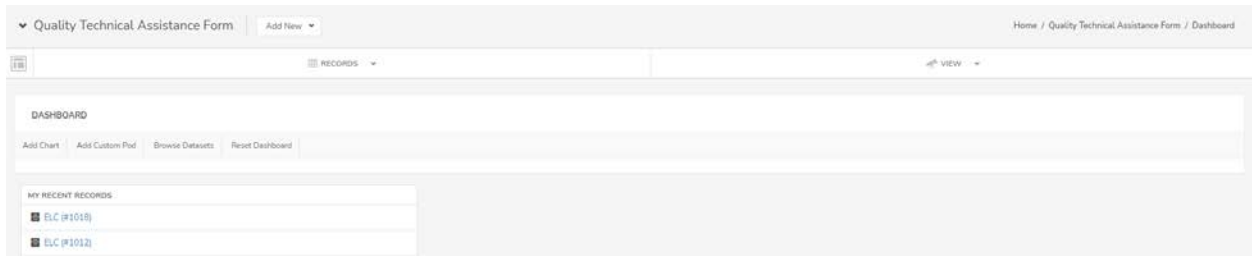 Quality Technical Assistance Form Add New Home / Quality Technical Assistance Form / Dashboard
RECORDS VIEW
DASHBOARD
Add Chart Add Custom Pod Browse Datasets Reset Dashboard
MY RECENT RECORDS
ELC (#1018)
ELC (#1012)